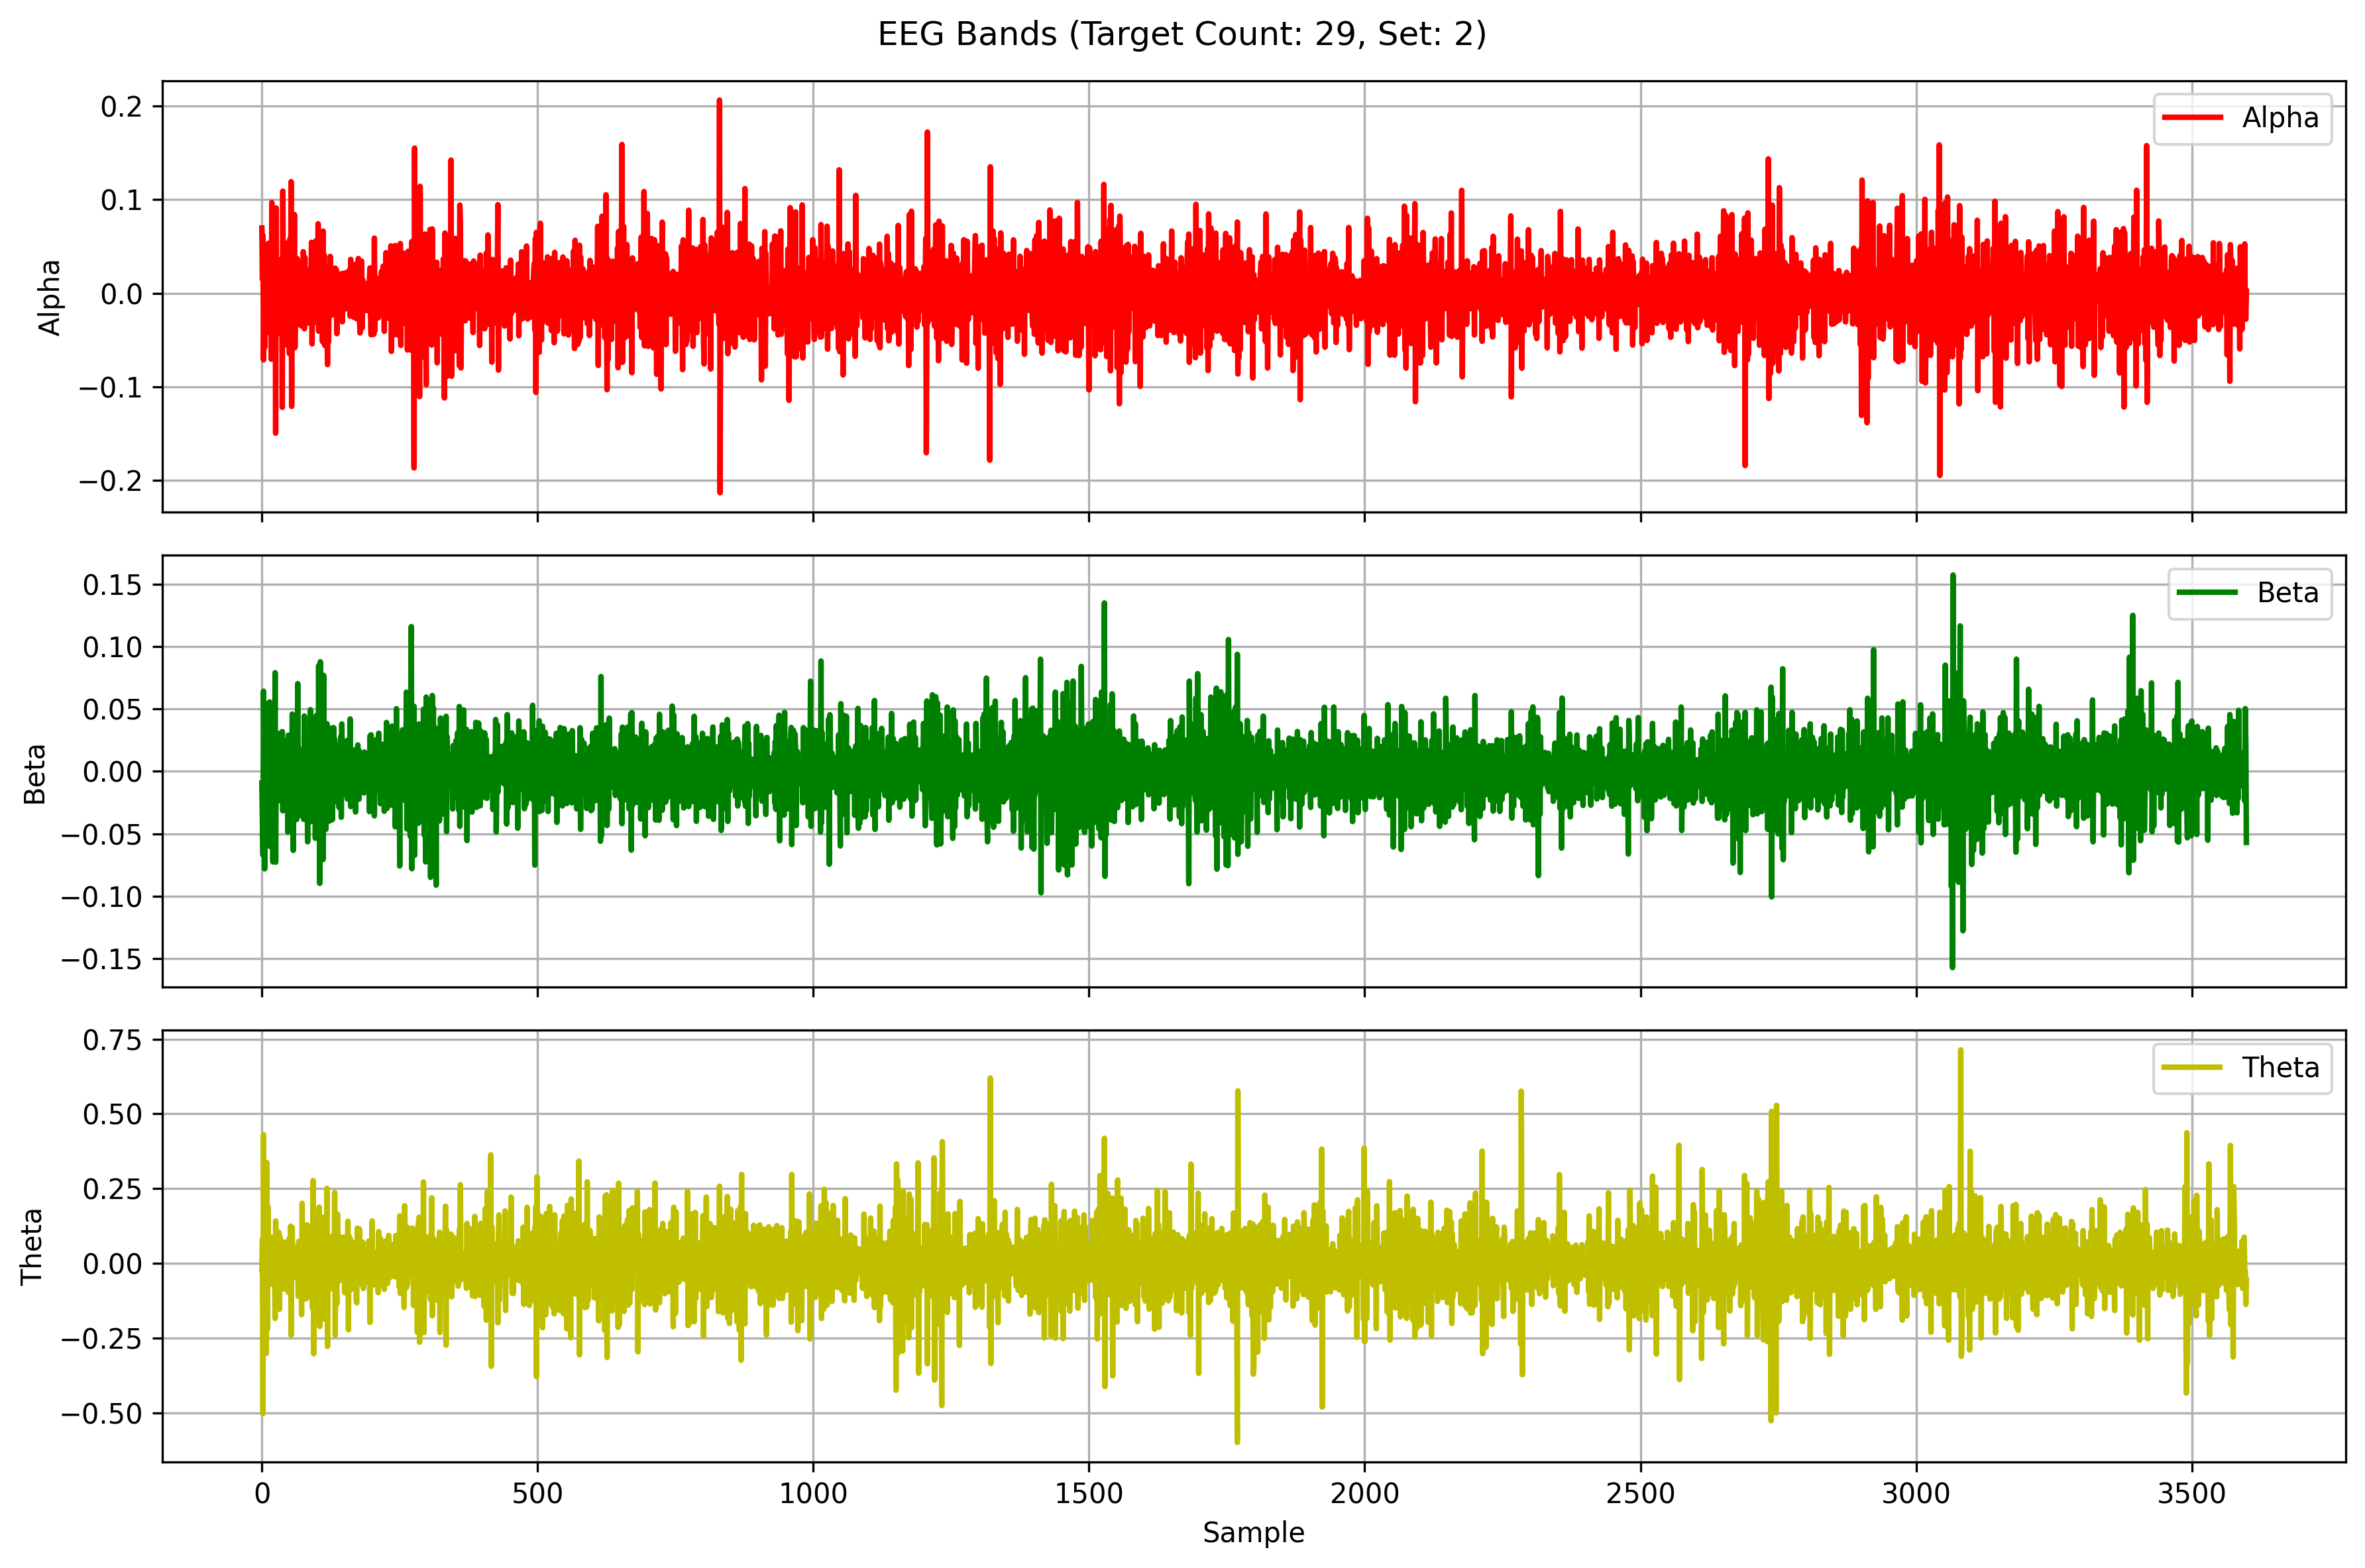 EEG Bands (Target Count: 29, Set: 2)
Alpha
0.2
0.1
0.0
−0.1
−0.2
Alpha
Beta
0.15
0.10
0.05
0.00
−0.05
−0.10
−0.15
Beta
Theta
0.75
0.50
0.25
0.00
−0.25
−0.50
Theta
0 500 1000 1500 2000 2500 3000 3500
Sample